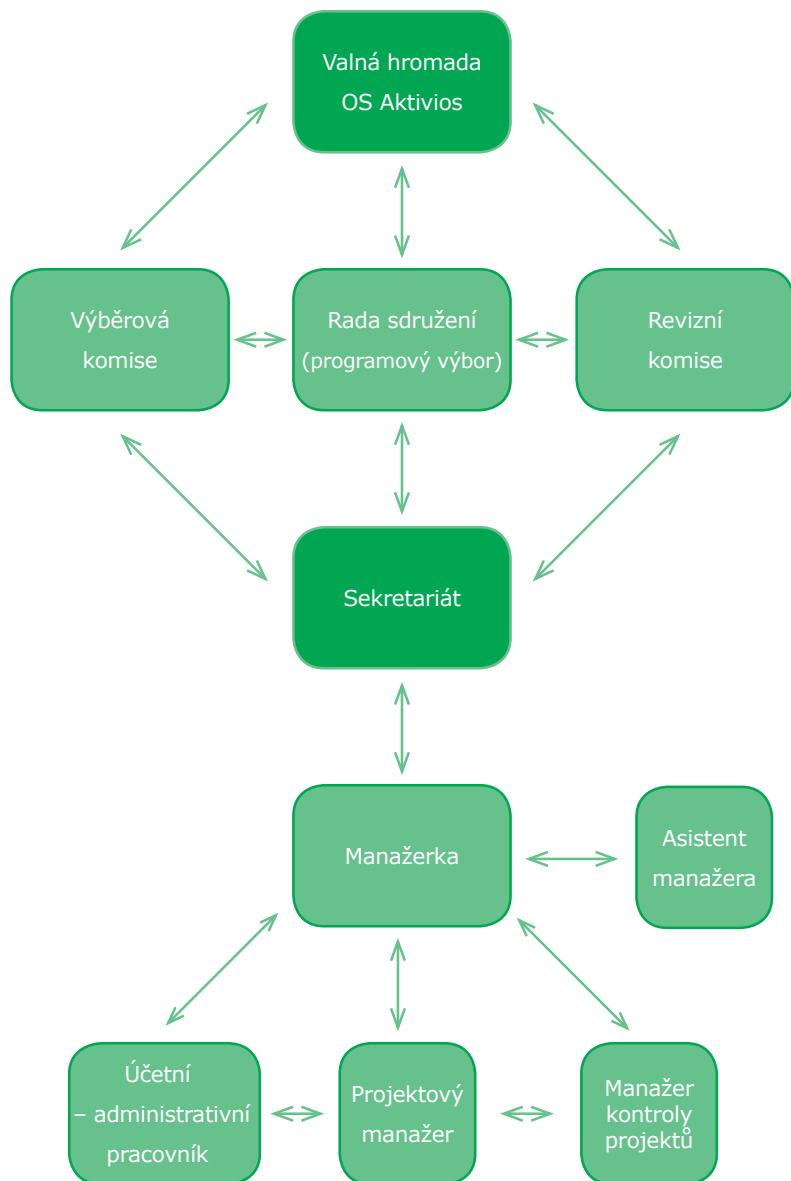 Valná hromada
OS Aktivios
Výběrová
komise
Rada sdružení
(programový výbor)
Revizní
komise
Sekretariát
Manažerka
Asistent
manažera
Účetní
– administrativní
pracovník
Projektový
manažer
Manažer
kontroly
projektů